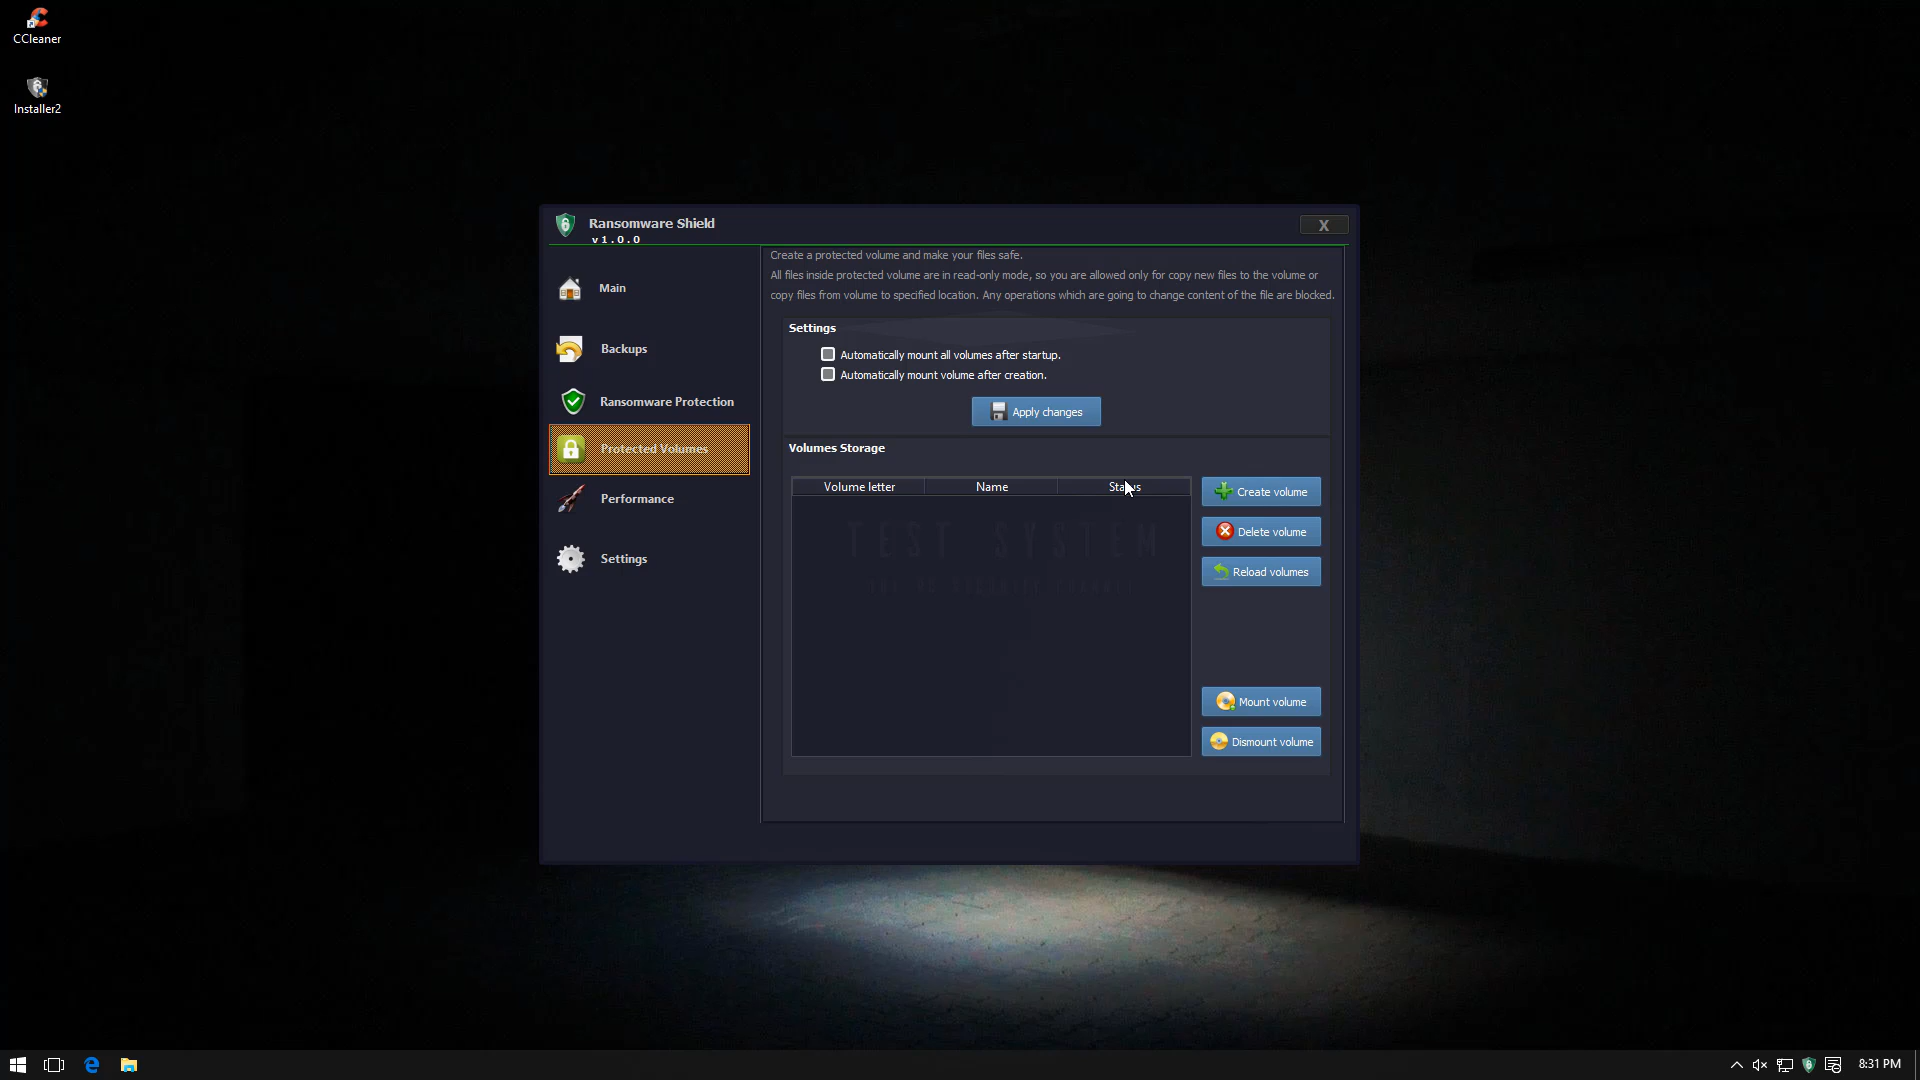 CCleaner
Installer2
Ransomware Shield
v1.0.0
X
Main
Backups
Ransomware Protection
Protected Volumes
Performance
Settings
Create a protected volume and make your files safe.
All files inside protected volume are in read-only mode, so you are allowed only for copy new files to the volume or
copy files from volume to specified location. Any operations which are going to change content of the file are blocked.
Settings
Automatically mount all volumes after startup.
Automatically mount volume after creation.
Apply changes
Volumes Storage
Volume letter Name Status
TEST SYSTEM
Create volume
Delete volume
Reload volumes
Mount volume
Dismount volume
8:31 PM